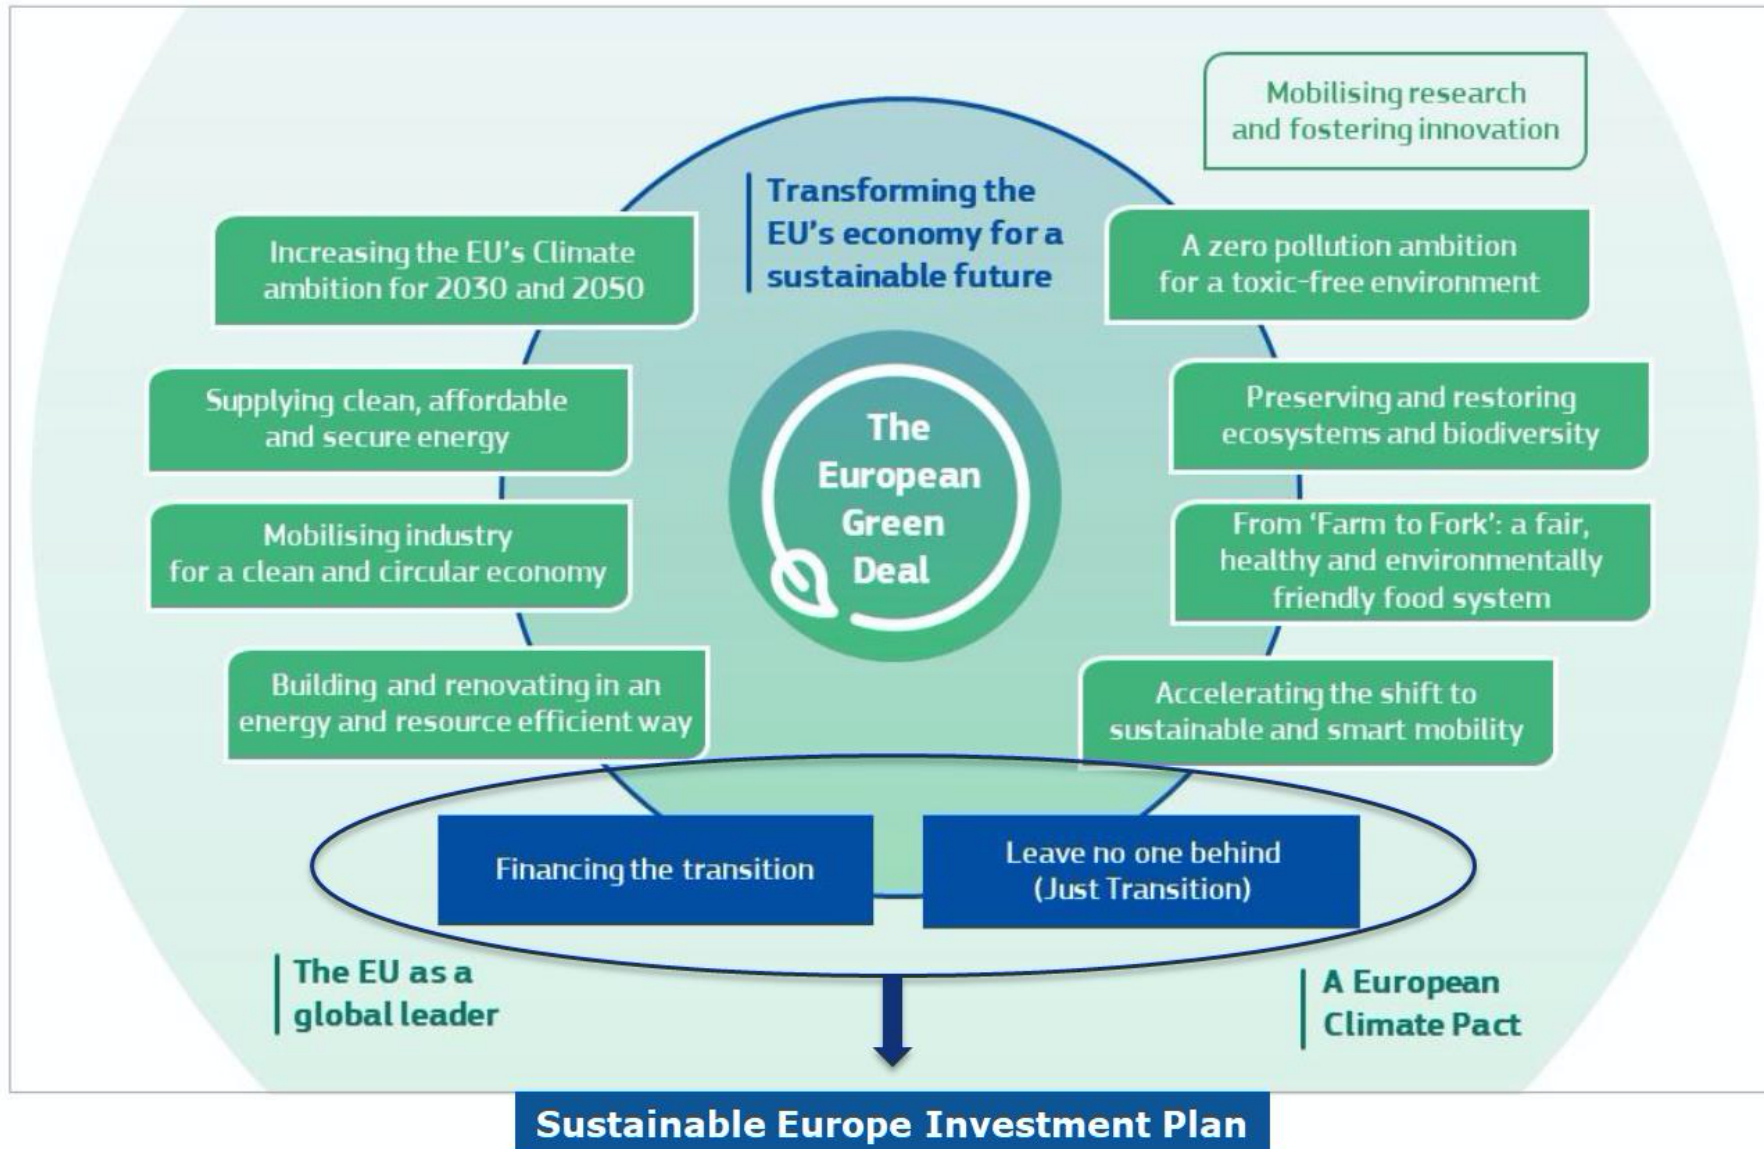 Mobilising research
and fostering innovation
Transforming the
EU's economy for a
sustainable future
Increasing the EU's Climate
ambition for 2030 and 2050
A zero pollution ambition
for a toxic-free environment
Supplying clean, affordable
and secure energy
The
European
Green
Deal
Preserving and restoring
ecosystems and biodiversity
Mobilising industry
for a clean and circular economy
From 'Farm to Fork': a fair,
healthy and environmentally
friendly food system
Building and renovating in an
energy and resource efficient way
Accelerating the shift to
sustainable and smart mobility
Financing the transition
Leave no one behind
(Just Transition)
The EU as a
global leader
A European
Climate Pact
Sustainable Europe Investment Plan